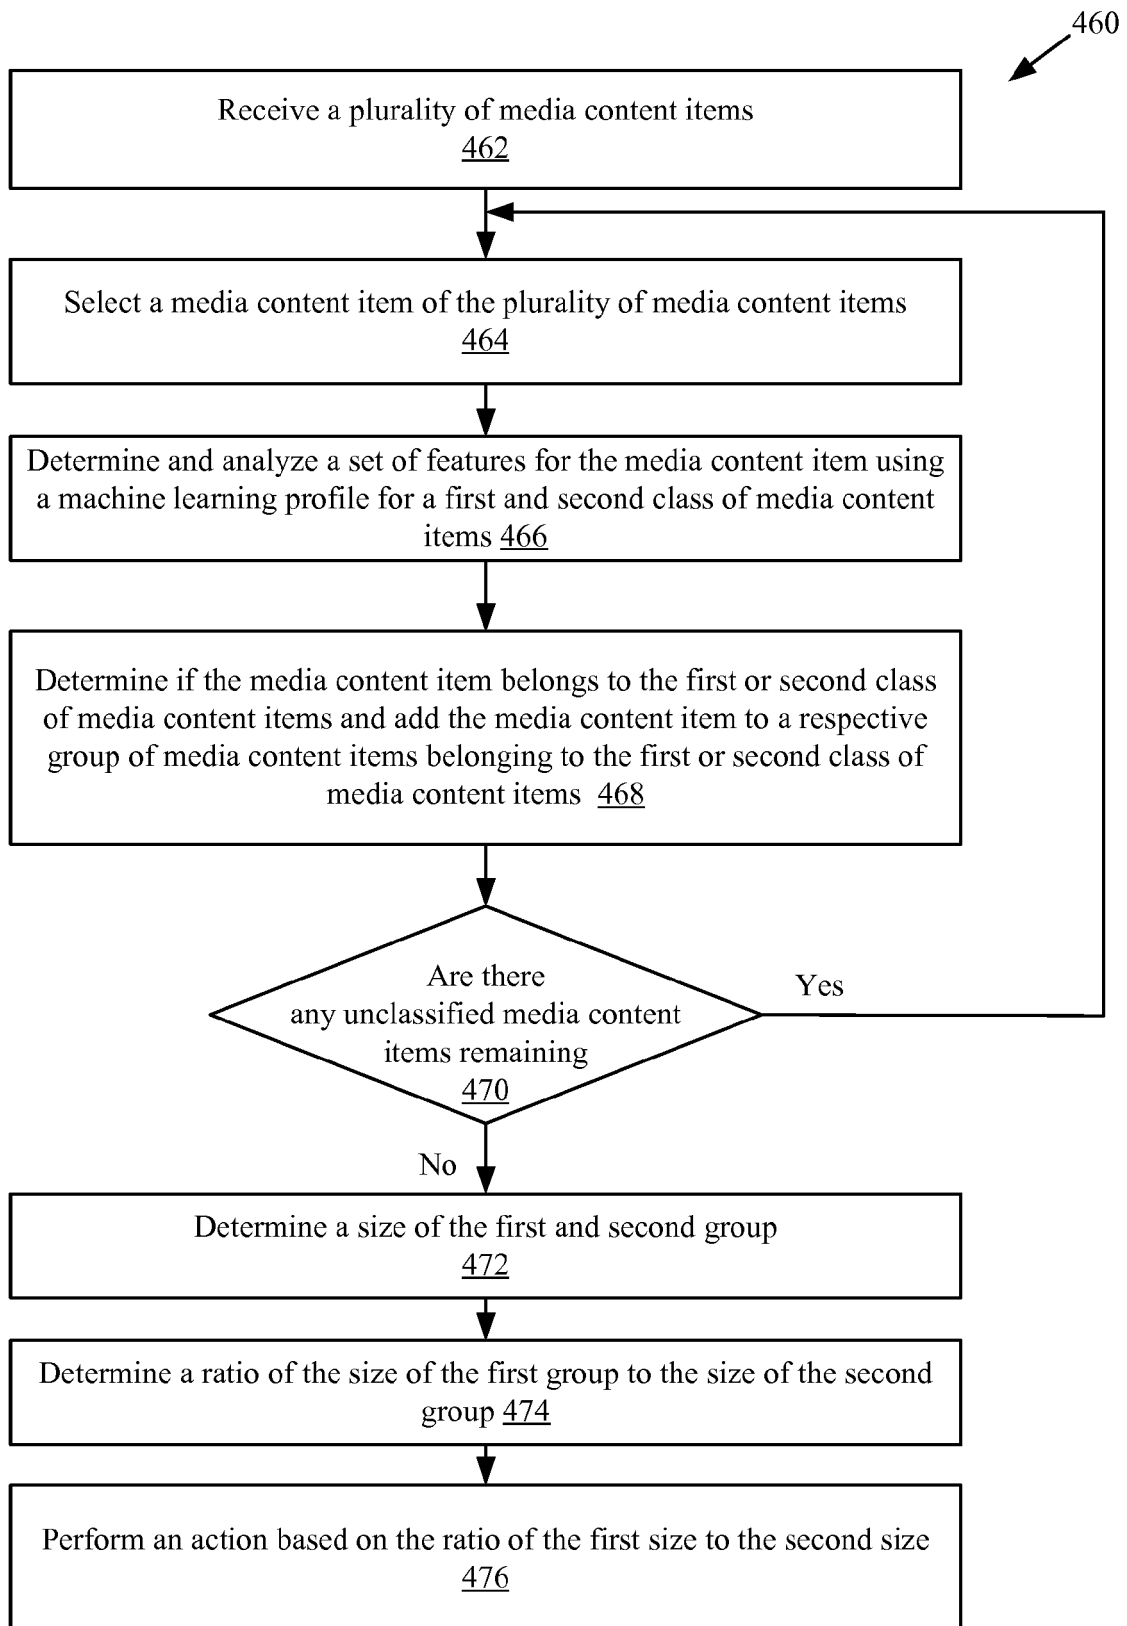 460
Receive a plurality of media content items
462
Select a media content item of the plurality of media content items
464
Determine and analyze a set of features for the media content item using
a machine learning profile for a first and second class of media content
items 466
Determine if the media content item belongs to the first or second class
of media content items and add the media content item to a respective
group of media content items belonging to the first or second class of
media content items 468
Are there
any unclassified media content
items remaining
470
Yes
No
Determine a size of the first and second group
472
Determine a ratio of the size of the first group to the size of the second
group 474
Perform an action based on the ratio of the first size to the second size
476